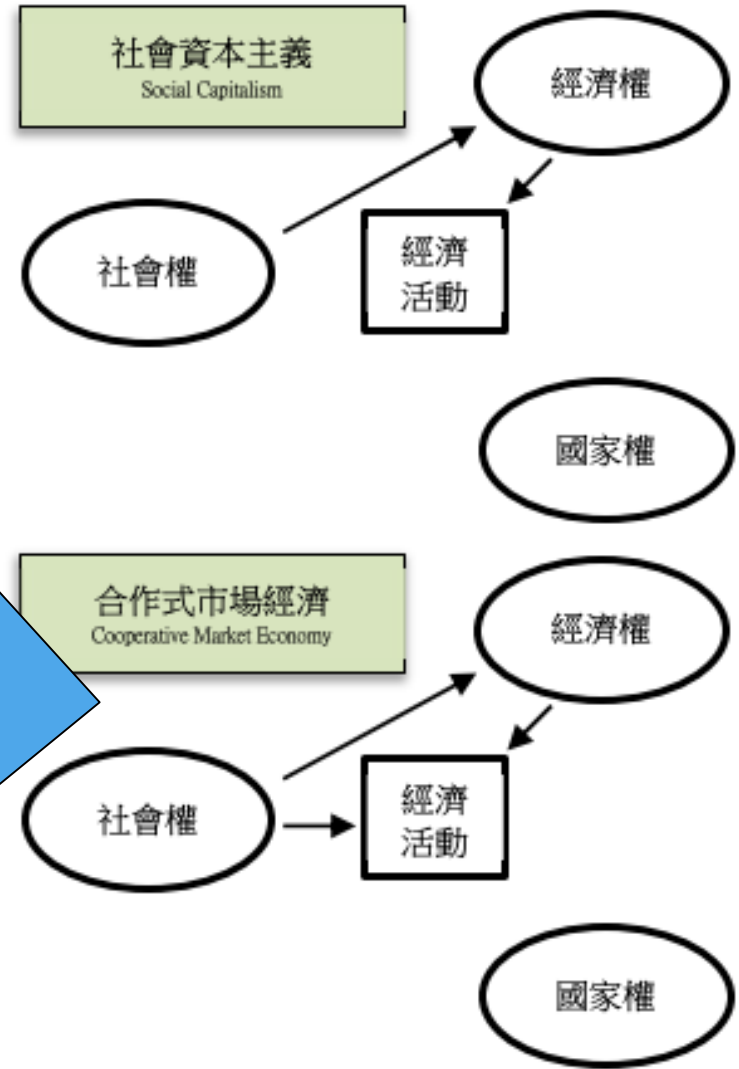 社會資本主義
Social Capitalism
經濟權
社會權
經濟
活動
國家權
合作式市場經濟
Cooperative Market Economy
經濟權
社會權
經濟
活動
國家權